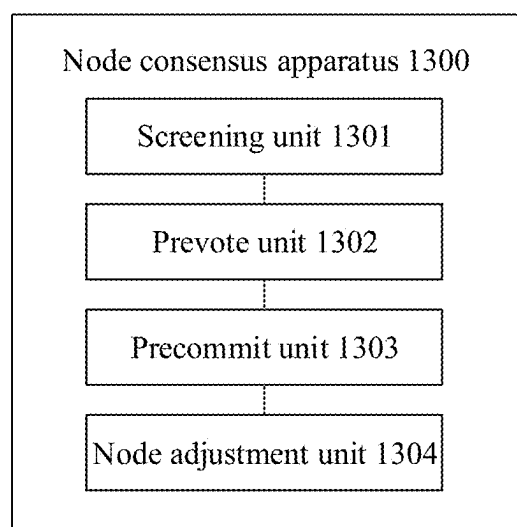 Node consensus apparatus 1300
Screening unit 1301
Prevote unit 1302
Precommit unit 1303
Node adjustment unit 1304